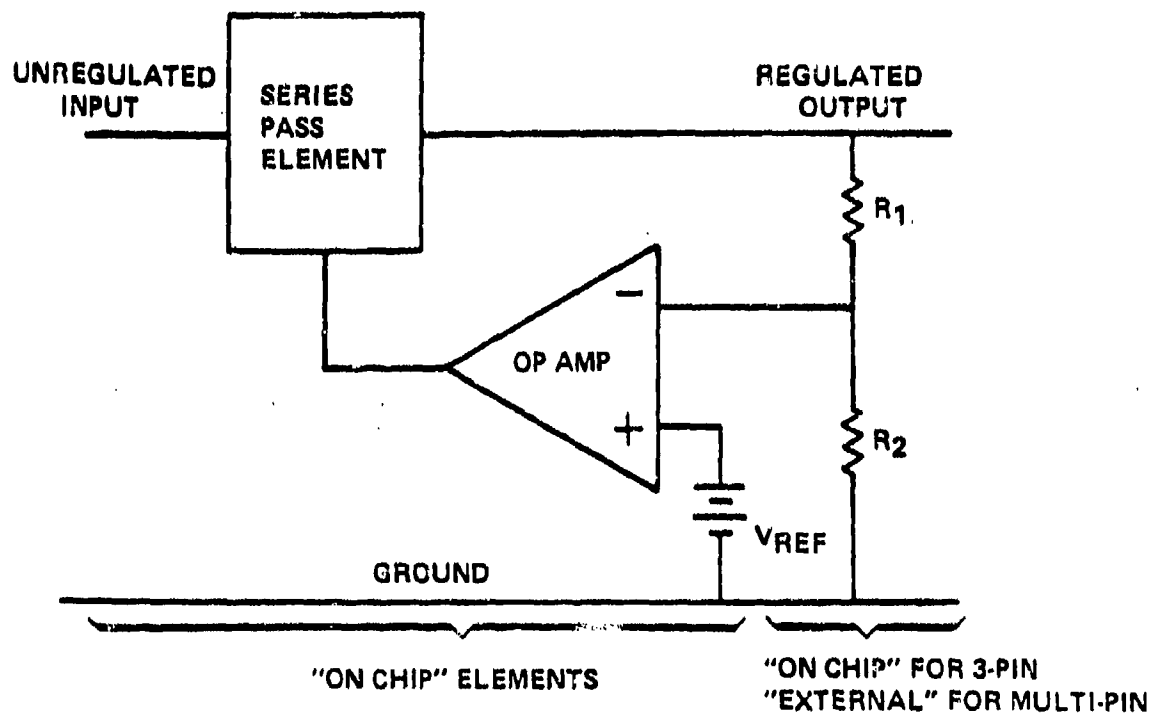 UNREGULATED
INPUT
SERIES
PASS
ELEMENT
REGULATED
OUTPUT
R1
−
OP AMP
+
R2
VREF
GROUND
"ON CHIP" ELEMENTS
"ON CHIP" FOR 3-PIN
"EXTERNAL" FOR MULTI-PIN